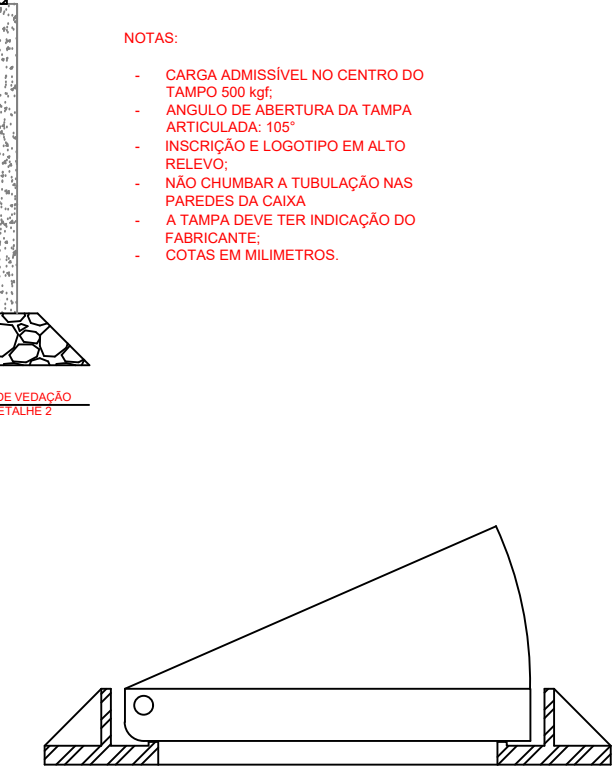 NOTAS:
- CARGA ADMISSÍVEL NO CENTRO DO
TAMPO 500 kgf;
- ANGULO DE ABERTURA DA TAMPA
ARTICULADA: 105°
- INSCRIÇÃO E LOGOTIPO EM ALTO
RELEVO;
- NÃO CHUMBAR A TUBULAÇÃO NAS
PAREDES DA CAIXA
- A TAMPA DEVE TER INDICAÇÃO DO
FABRICANTE;
- COTAS EM MILIMETROS.
DE VEDAÇÃO
ETALHE 2